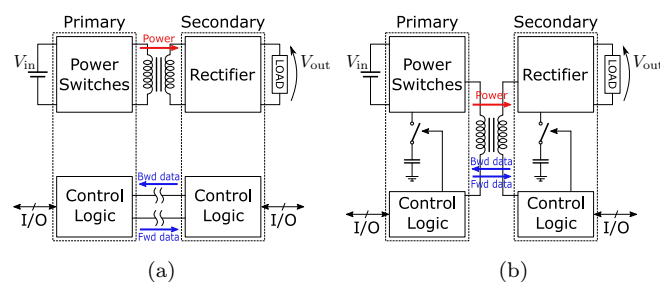 Primary
Secondary
V_in
Power
Switches
Power
Rectifier
LOAD
V_out
Control
Logic
Bwd data
Fwd data
Control
Logic
I/O
I/O
(a)
Primary
Secondary
V_in
Power
Switches
Rectifier
LOAD
V_out
Power
Bwd data
Fwd data
Control
Logic
Control
Logic
I/O
I/O
(b)